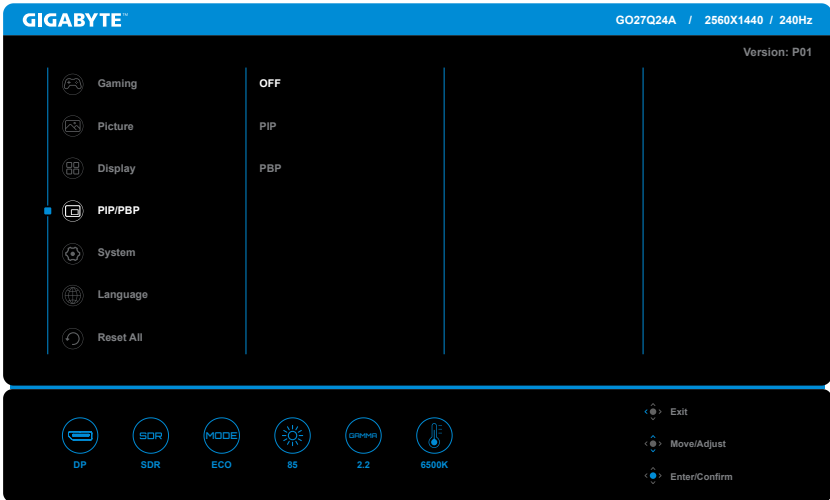 GIGABYTE™
GO27Q24A / 2560X1440 / 240Hz
Version: P01
Gaming
OFF
Picture
PIP
Display
PBP
PIP/PBP
System
Language
Reset All
SDR
MODE
GAMMA
DP
SDR
ECO
85
2.2
6500K
Exit
Move/Adjust
Enter/Confirm